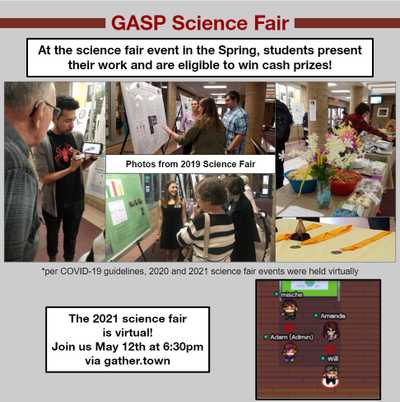 GASP Science Fair
At the science fair event in the Spring, students present
their work and are eligible to win cash prizes!
Photos from 2019 Science Fair
*per COVID-19 guidelines, 2020 and 2021 science fair events were held virtually
The 2021 science fair
is virtual!
Join us May 12th at 6:30pm
via gather.town
mische
Amanda
Adam (Admin)
will